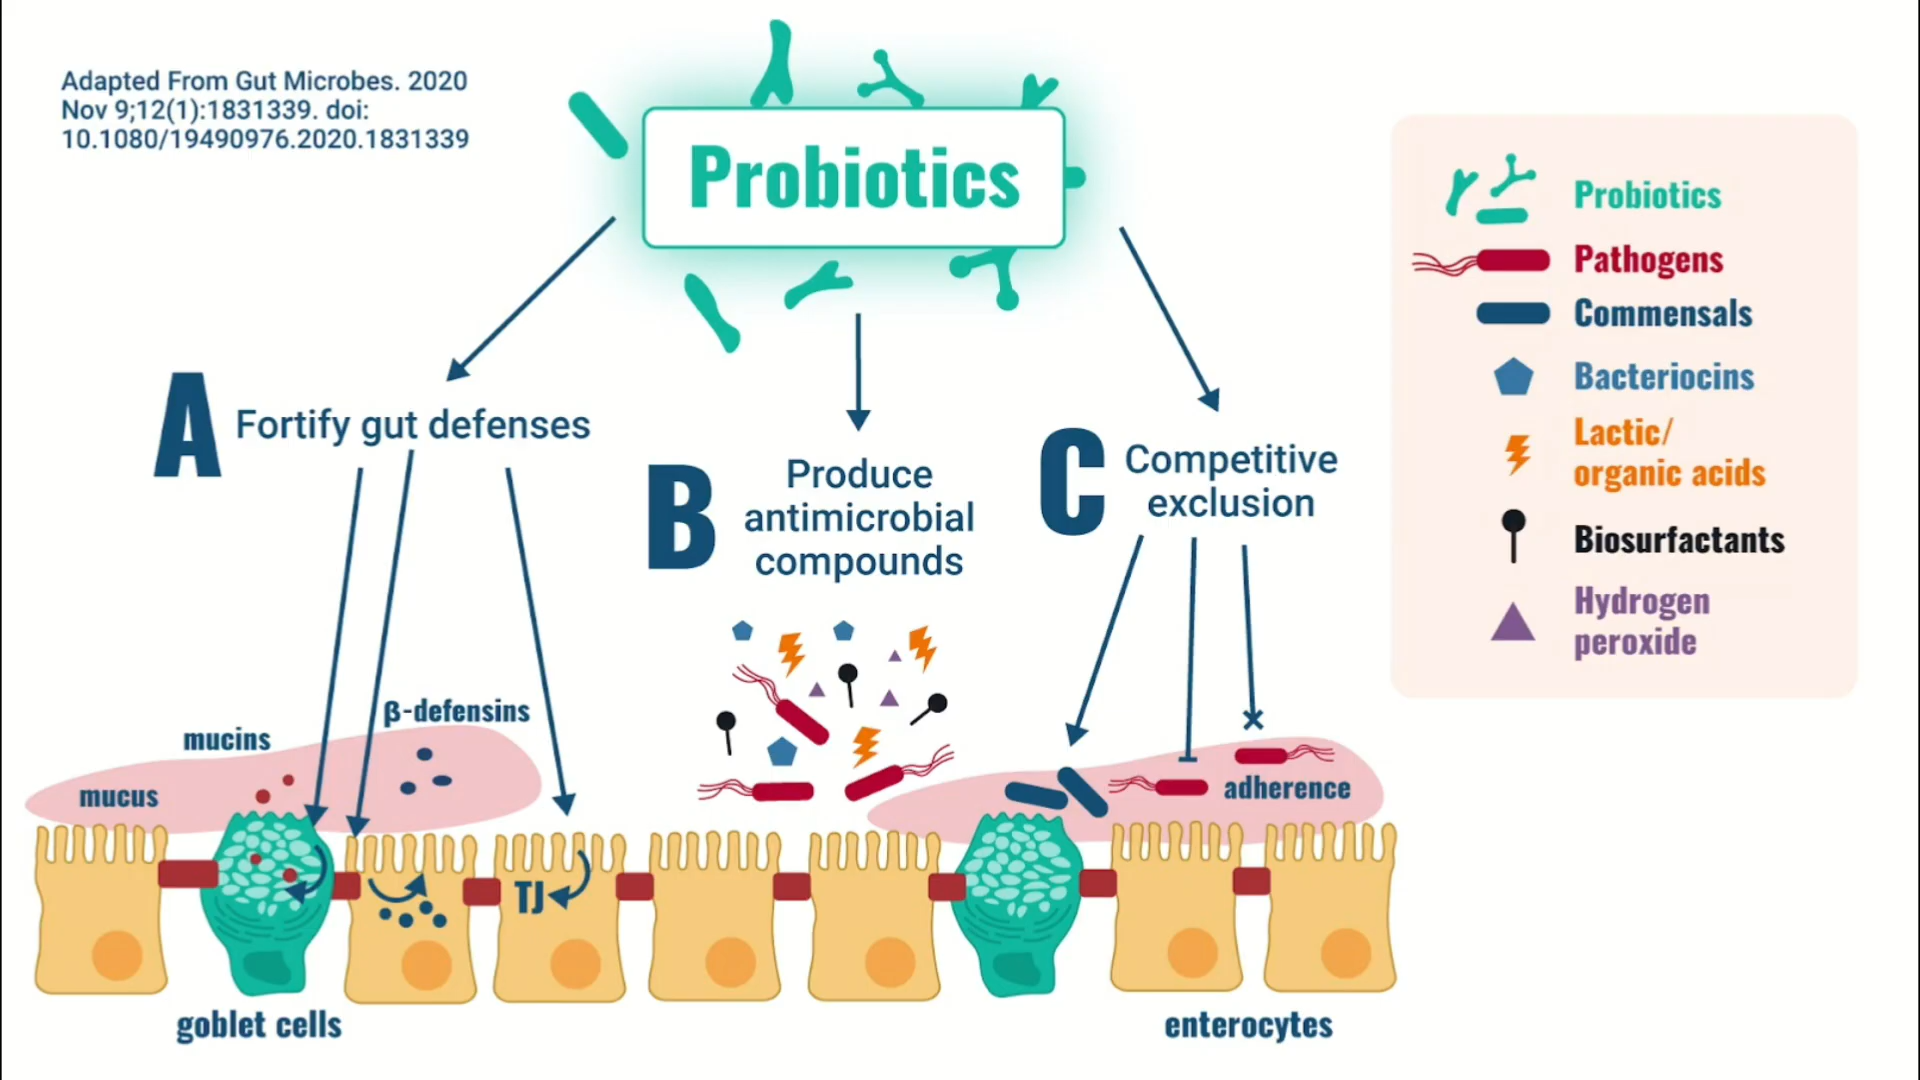 Adapted From Gut Microbes. 2020
Nov 9;12(1):1831339. doi:
10.1080/19490976.2020.1831339
Probiotics
A
Fortify gut defenses
B
Produce
antimicrobial
compounds
C
Competitive
exclusion
Probiotics
Pathogens
Commensals
Bacteriocins
Lactic/
organic acids
Biosurfactants
Hydrogen
peroxide
β-defensins
mucins
mucus
adherence
TJ
goblet cells
enterocytes